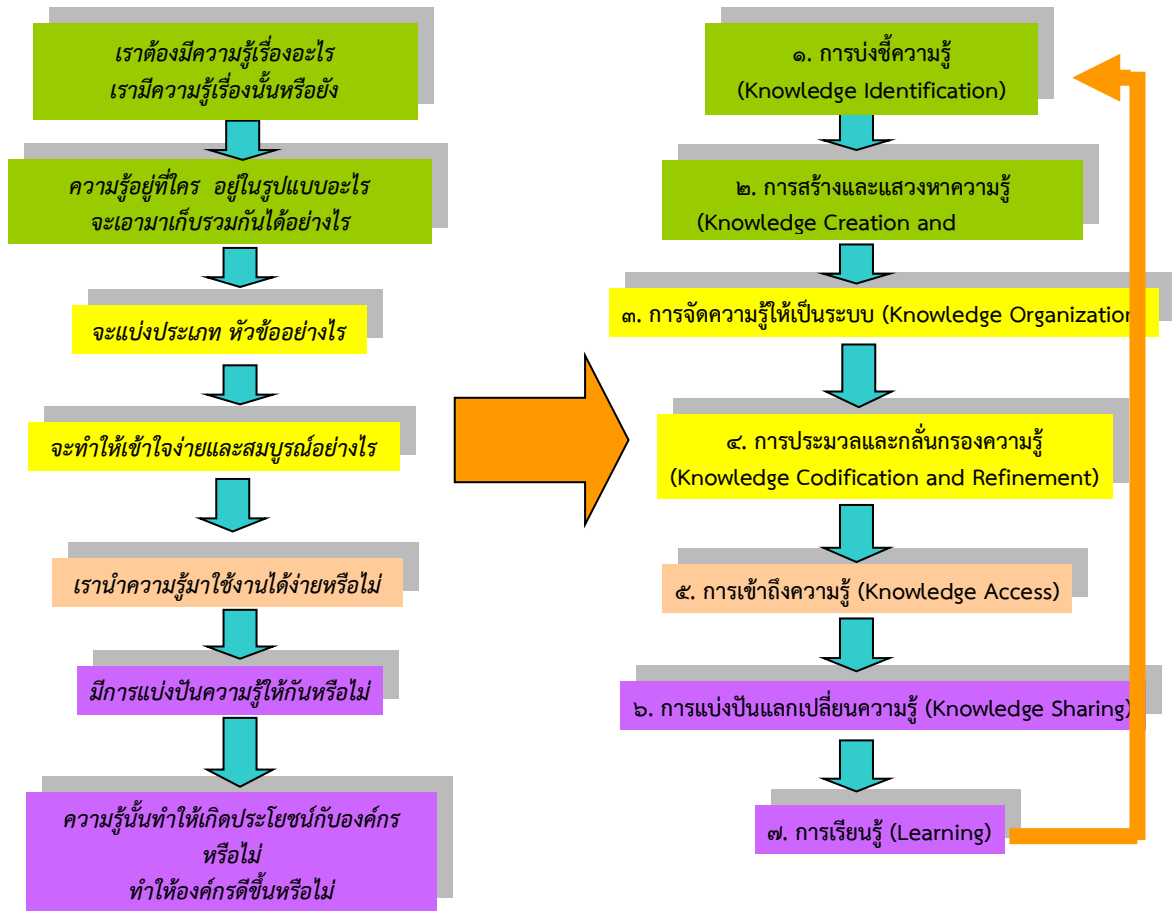 เราต้องมีความรู้เรื่องอะไร
เรามีความรู้เรื่องนั้นหรือยัง
ความรู้อยู่ที่ใคร อยู่ในรูปแบบอะไร
จะเอามาเก็บรวมกันได้อย่างไร
จะแบ่งประเภท หัวข้ออย่างไร
จะทำให้เข้าใจง่ายและสมบูรณ์อย่างไร
เรานำความรู้มาใช้งานได้ง่ายหรือไม่
มีการแบ่งปันความรู้ให้กันหรือไม่
ความรู้นั้นทำให้เกิดประโยชน์กับองค์กร
หรือไม่
ทำให้องค์กรดีขึ้นหรือไม่
๑. การบ่งชี้ความรู้
(Knowledge Identification)
๒. การสร้างและแสวงหาความรู้
(Knowledge Creation and
๓. การจัดความรู้ให้เป็นระบบ (Knowledge Organization
๔. การประมวลและกลั่นกรองความรู้
(Knowledge Codification and Refinement)
๕. การเข้าถึงความรู้ (Knowledge Access)
๖. การแบ่งปันแลกเปลี่ยนความรู้ (Knowledge Sharing)
๗. การเรียนรู้ (Learning)